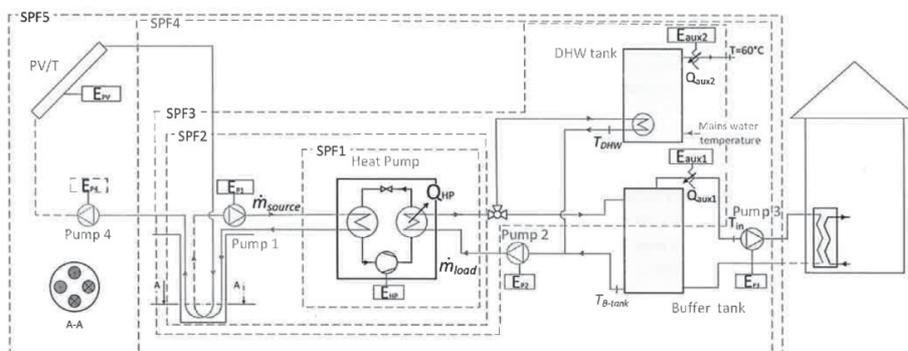 SPF5
SPF4
PV/T
E_PV
SPF3
SPF2
SPF1
Heat Pump
Q_HP
E_HP
E_P4
Pump 4
E_P1
Pump 1
ṁ_source
ṁ_load
A
A
A-A
DHW tank
E_aux2
T=60°C
Q_aux2
T_DHW
Mains water
temperature
E_aux1
Q_aux1
Pump 3
T_in
E_P3
Pump 2
E_P2
T_B-tank
Buffer tank